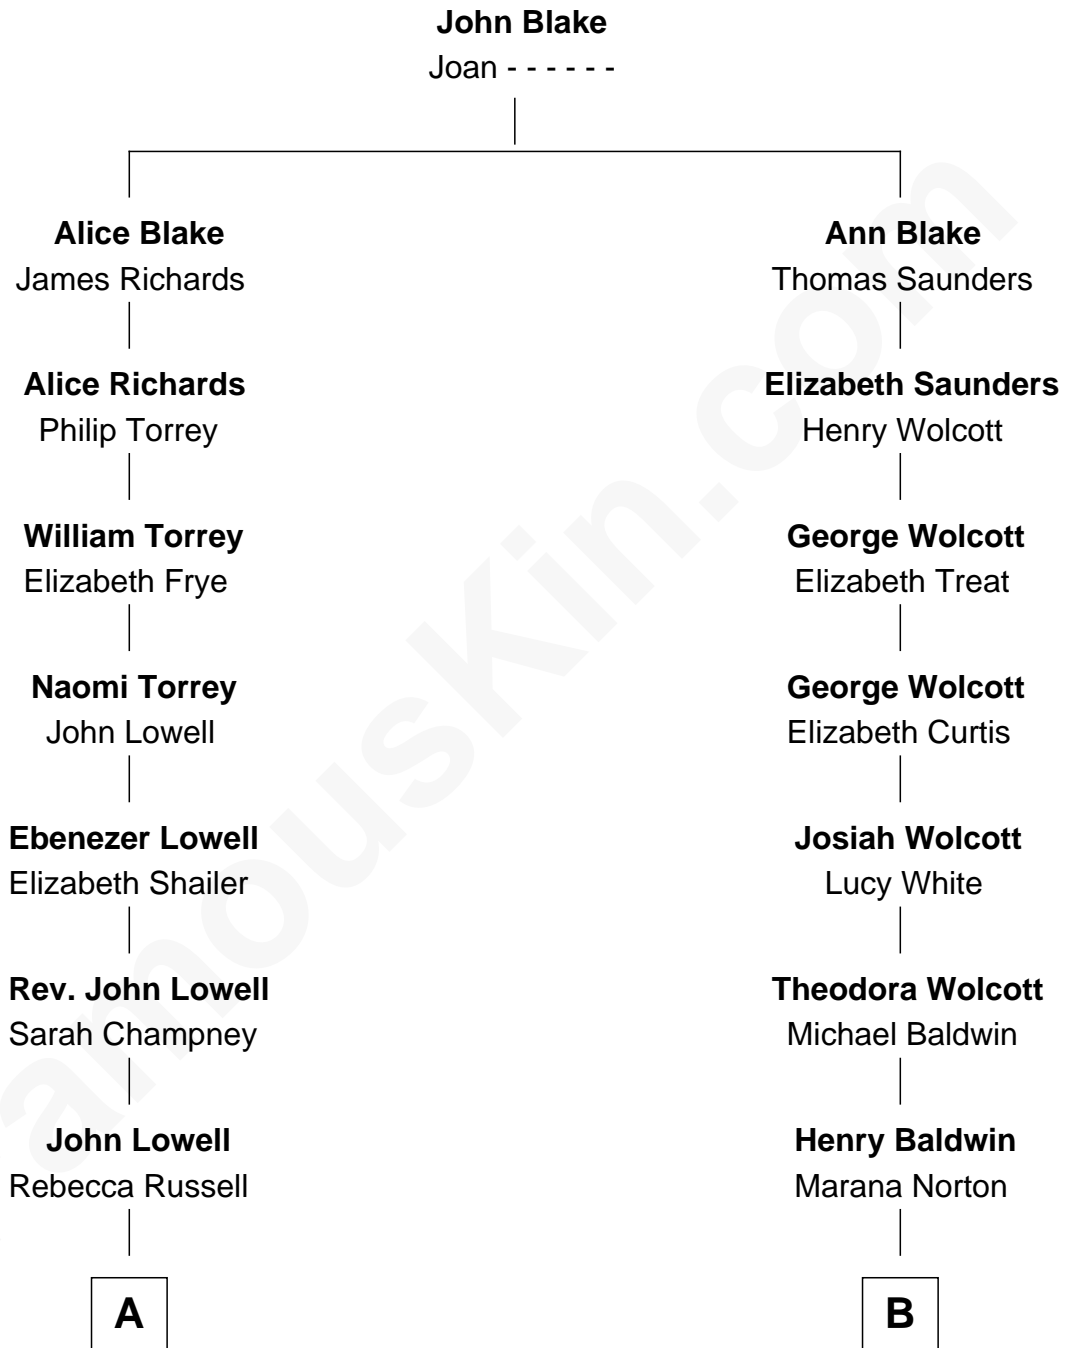 John Blake
Joan - - - - - -
Alice Blake
James Richards
Ann Blake
Thomas Saunders
Alice Richards
Philip Torrey
Elizabeth Saunders
Henry Wolcott
William Torrey
Elizabeth Frye
George Wolcott
Elizabeth Treat
Naomi Torrey
John Lowell
George Wolcott
Elizabeth Curtis
Ebenezer Lowell
Elizabeth Shailer
Josiah Wolcott
Lucy White
Rev. John Lowell
Sarah Champney
Theodora Wolcott
Michael Baldwin
John Lowell
Rebecca Russell
Henry Baldwin
Marana Norton
A
B
amousKin.com